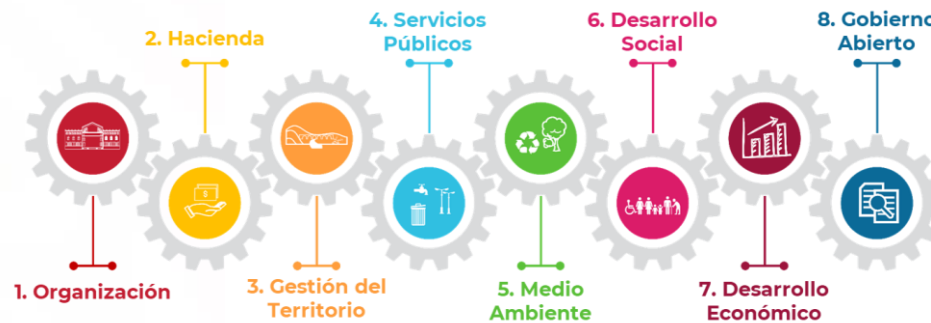 1. Organización
2. Hacienda
3. Gestión del
Territorio
4. Servicios
Públicos
5. Medio
Ambiente
6. Desarrollo
Social
7. Desarrollo
Económico
8. Gobierno
Abierto
$